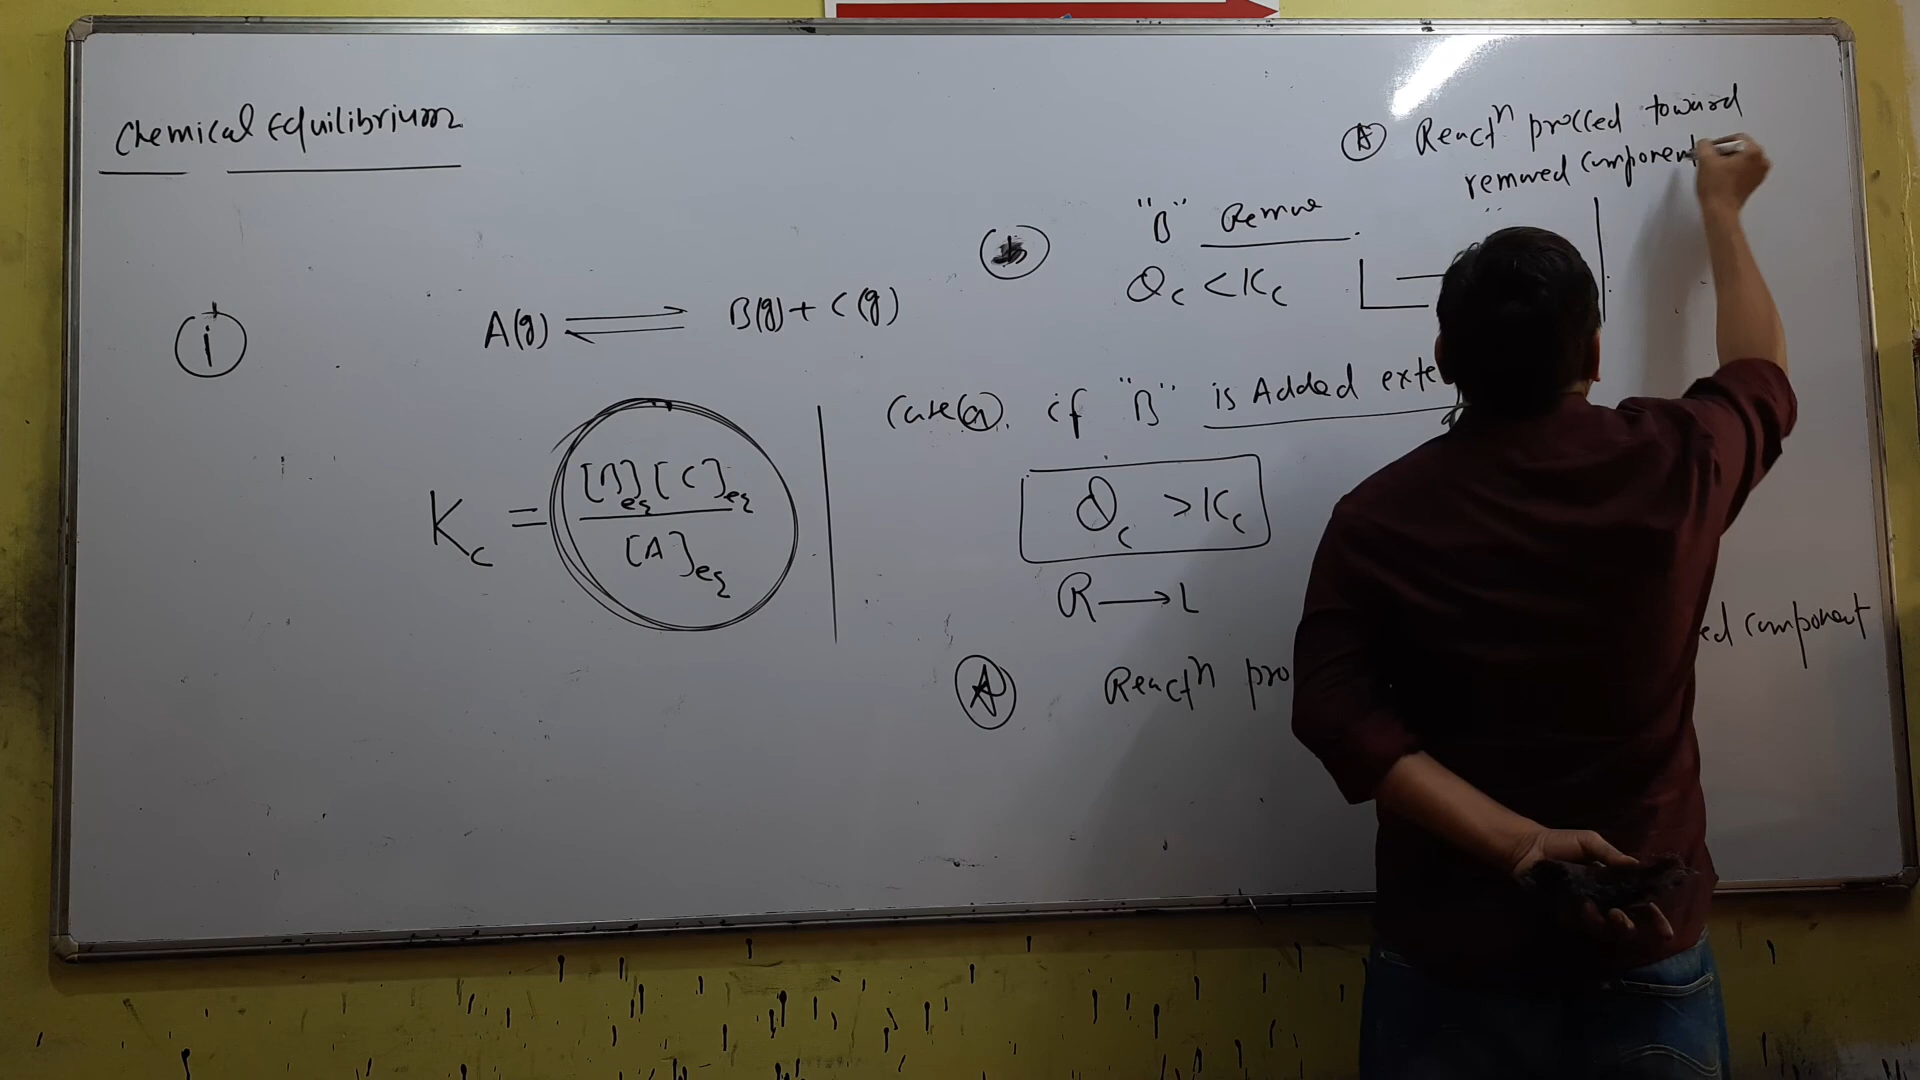 Chemical Equilibrium
i
A(g) ⇌ B(g) + C(g)
Kc = [B]eq [C]eq / [A]eq
b "B" Remove
Qc < Kc L
Reactn procced toward
removed component
Case (a). if "B" is Added exte
Qc > Kc
R → L
Reactn pro
ed component